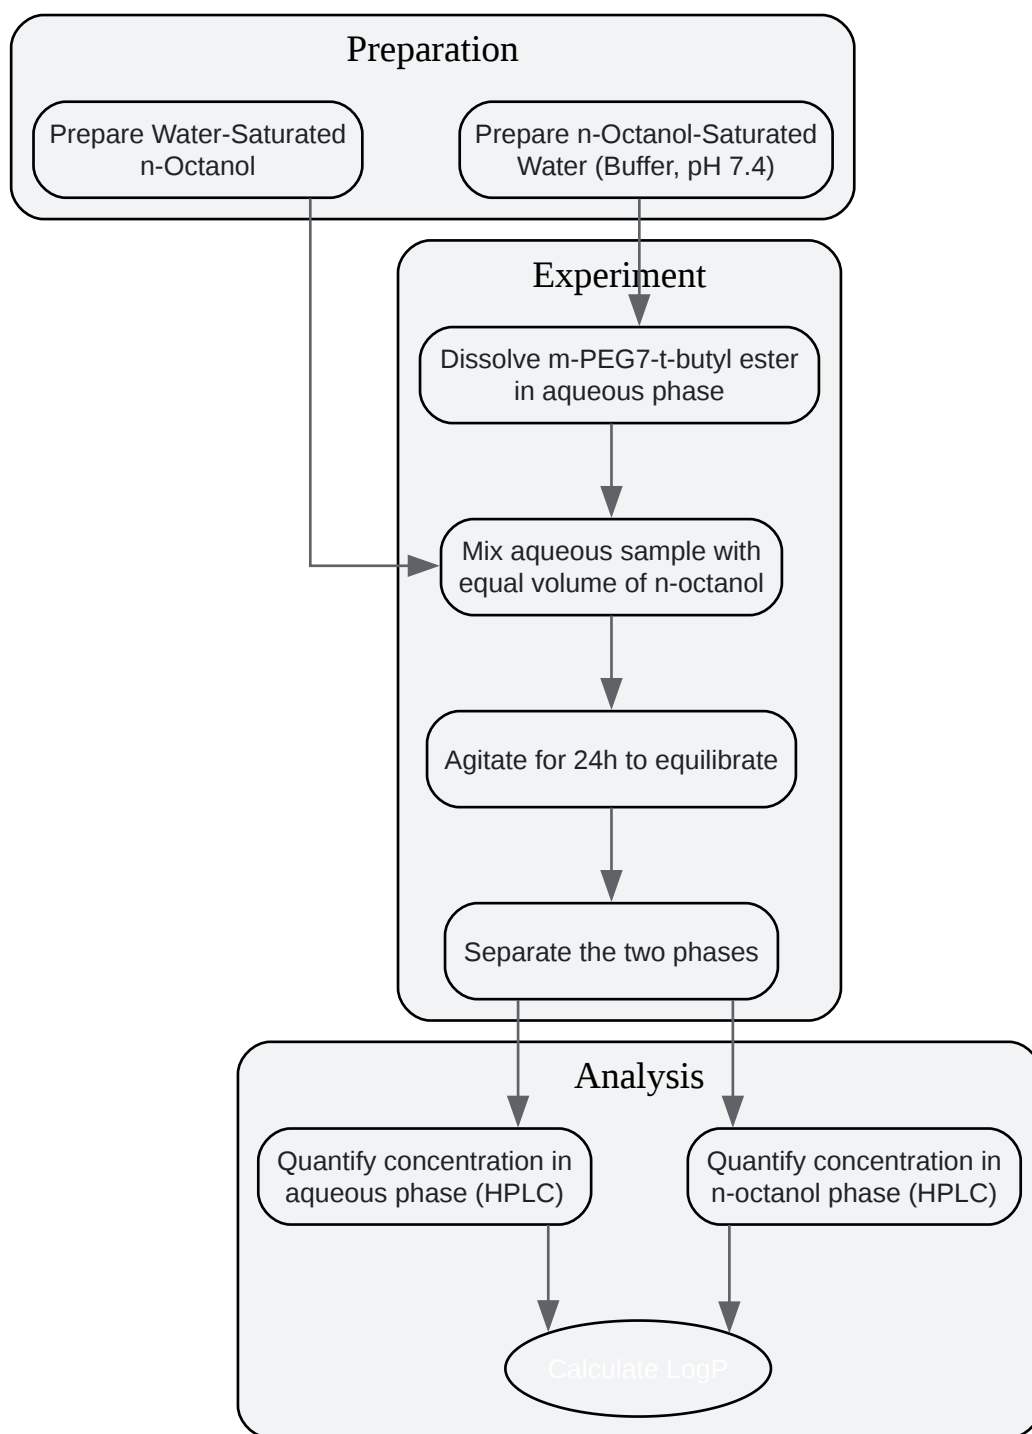 Preparation
Prepare Water-Saturated
n-Octanol
Prepare n-Octanol-Saturated
Water (Buffer, pH 7.4)
Experiment
Dissolve m-PEG7-t-butyl ester
in aqueous phase
Mix aqueous sample with
equal volume of n-octanol
Agitate for 24h to equilibrate
Separate the two phases
Analysis
Quantify concentration in
aqueous phase (HPLC)
Quantify concentration in
n-octanol phase (HPLC)
Calculate LogP